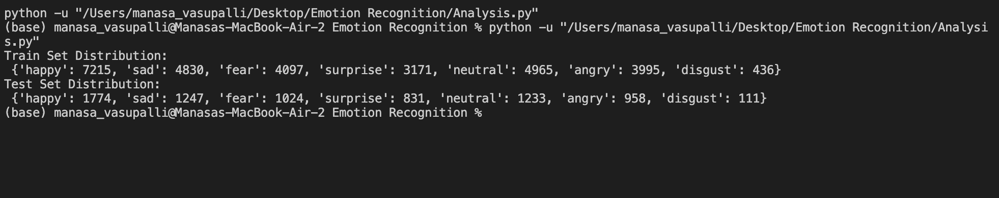 python -u "/Users/manasa_vasupalli/Desktop/Emotion Recognition/Analysis.py"
(base) manasa_vasupalli@Manasas-MacBook-Air-2 Emotion Recognition % python -u "/Users/manasa_vasupalli/Desktop/Emotion Recognition/Analysi
s.py"
Train Set Distribution:
 {'happy': 7215, 'sad': 4830, 'fear': 4097, 'surprise': 3171, 'neutral': 4965, 'angry': 3995, 'disgust': 436}
Test Set Distribution:
 {'happy': 1774, 'sad': 1247, 'fear': 1024, 'surprise': 831, 'neutral': 1233, 'angry': 958, 'disgust': 111}
(base) manasa_vasupalli@Manasas-MacBook-Air-2 Emotion Recognition %